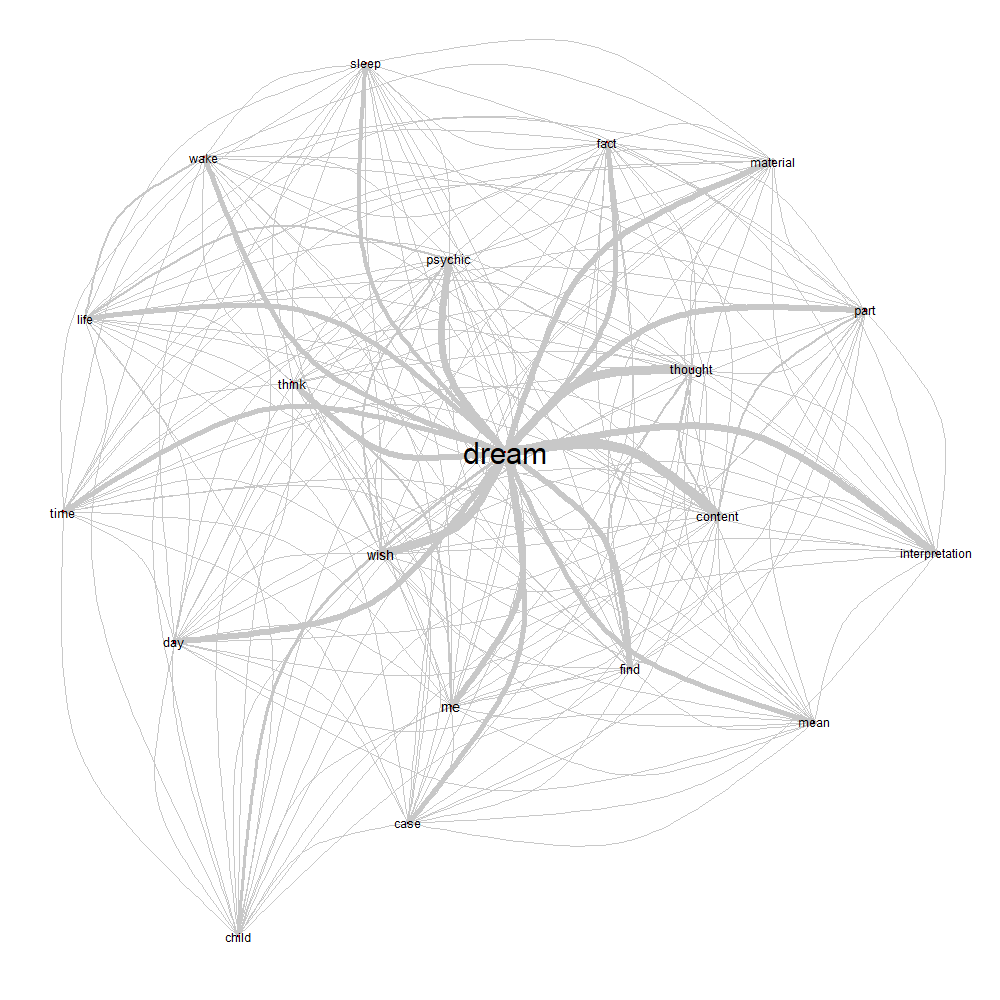 sleep
fact
wake
material
psychic
part
life
thought
think
dream
time
content
interpretation
wish
day
find
me
mean
case
child